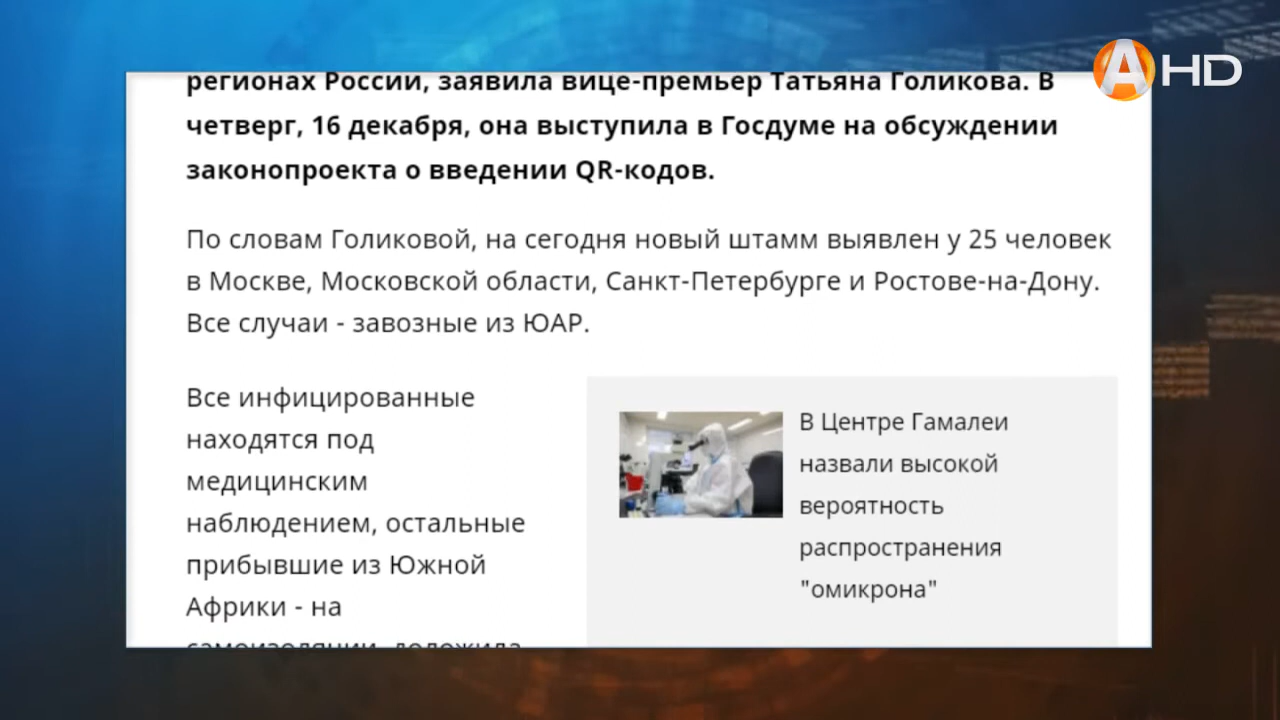 А HD
регионах России, заявила вице-премьер Татьяна Голикова. В
четверг, 16 декабря, она выступила в Госдуме на обсуждении
законопроекта о введении QR-кодов.
По словам Голиковой, на сегодня новый штамм выявлен у 25 человек
в Москве, Московской области, Санкт-Петербурге и Ростове-на-Дону.
Все случаи - завозные из ЮАР.
Все инфицированные
находятся под
медицинским
наблюдением, остальные
прибывшие из Южной
Африки - на
самоизоляции, доложила
В Центре Гамалеи
назвали высокой
вероятность
распространения
"омикрона"